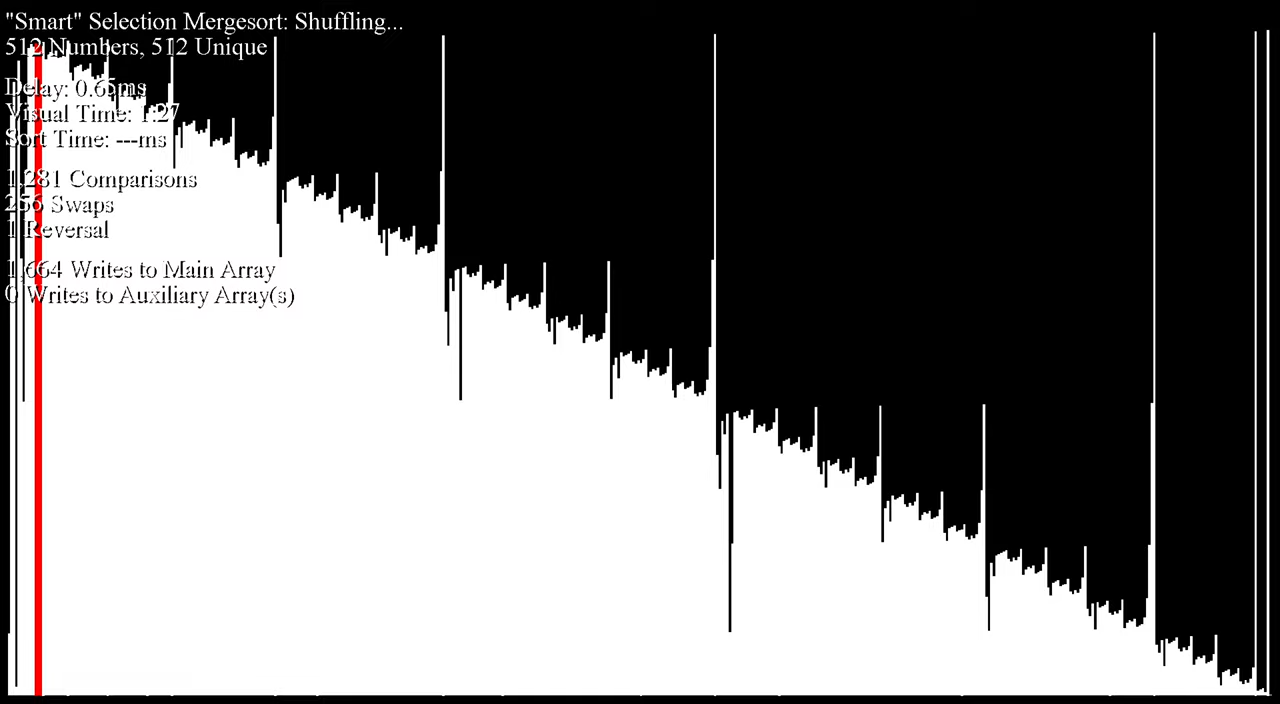 "Smart" Selection Mergesort: Shuffling...
512 Numbers, 512 Unique
Delay: 0.65ms
Visual Time: 1:27
Sort Time: ---ms
1,281 Comparisons
256 Swaps
1 Reversal
1,664 Writes to Main Array
0 Writes to Auxiliary Array(s)